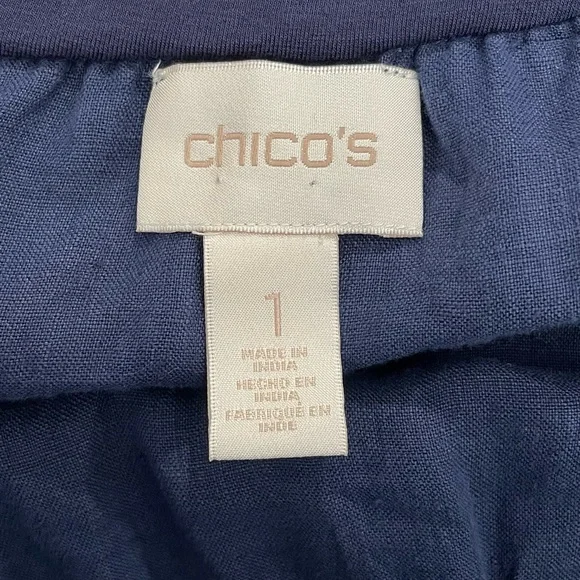 chico's
1
MADE IN
INDIA
HECHO EN
INDIA
FABRIQUÉ EN
INDE